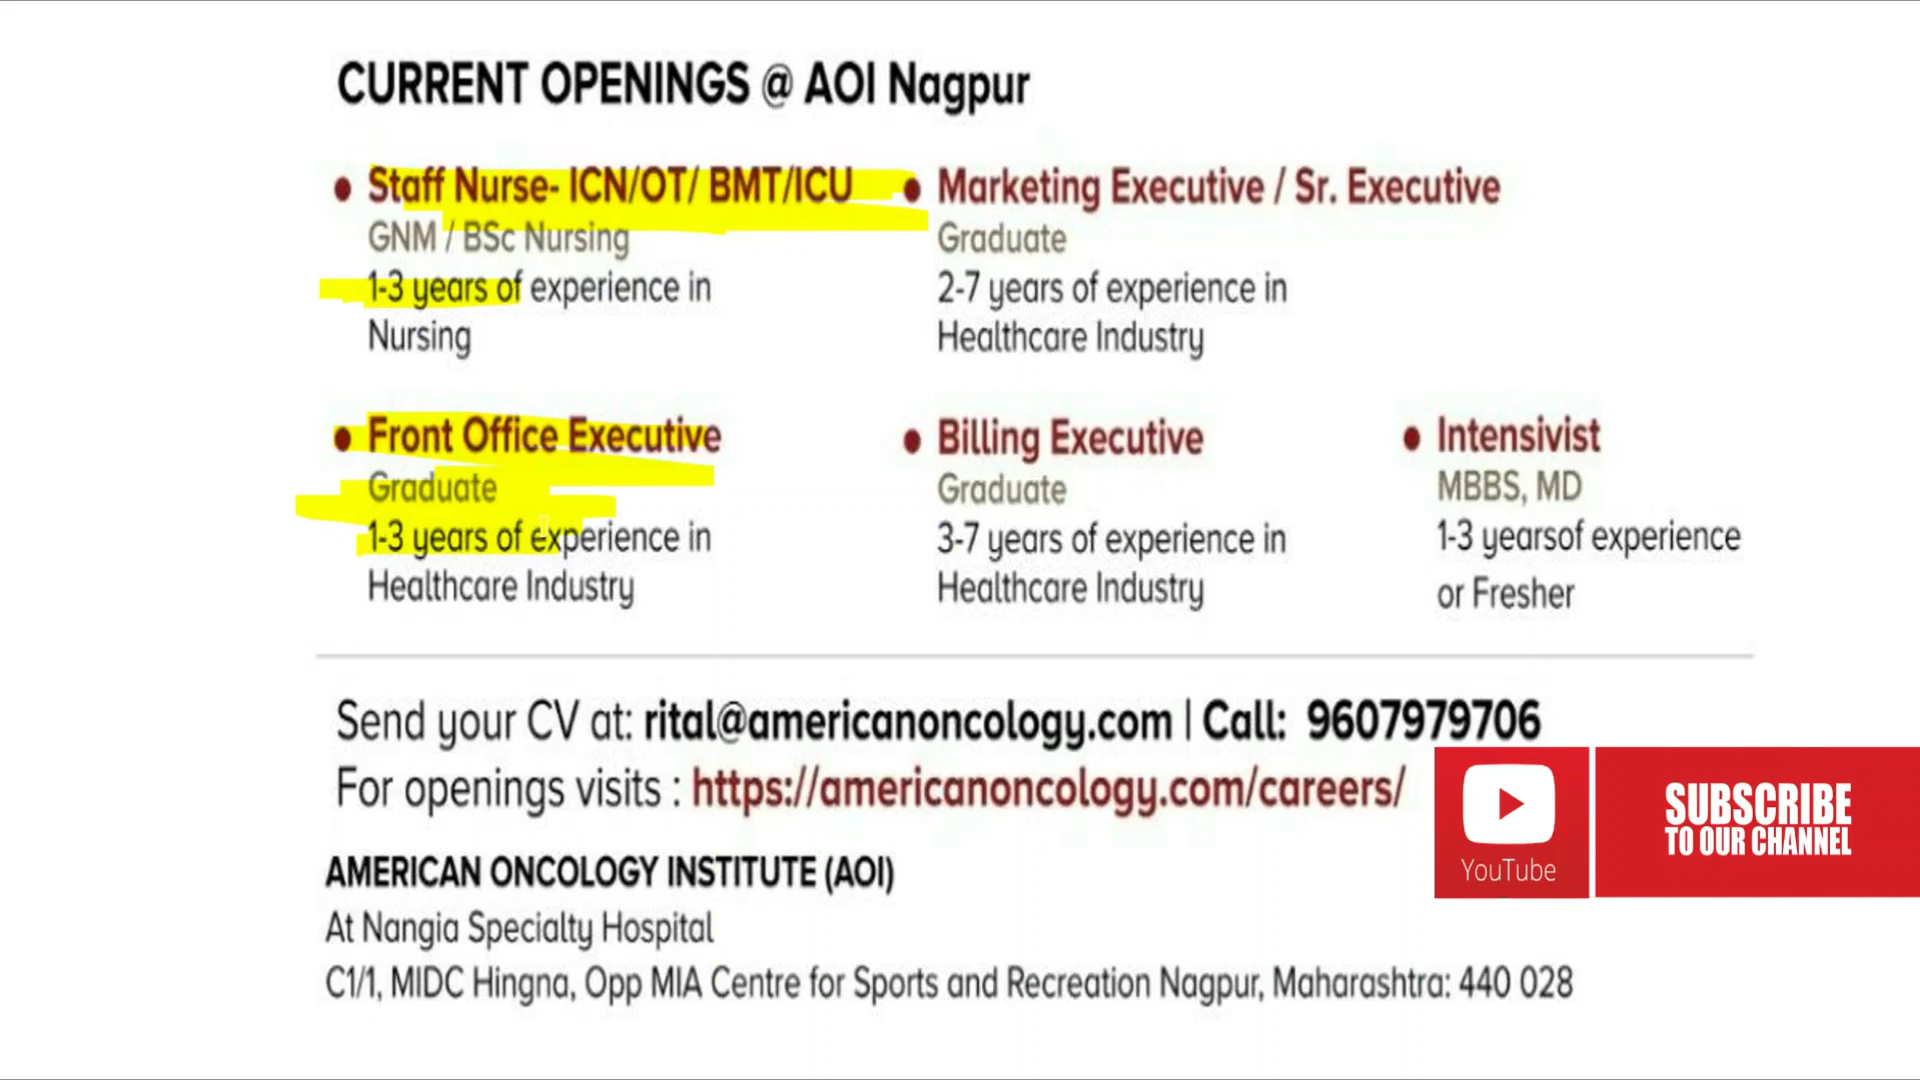 CURRENT OPENINGS @ AOI Nagpur
• Staff Nurse- ICN/OT/ BMT/ICU
GNM / BSc Nursing
1-3 years of experience in
Nursing
• Marketing Executive / Sr. Executive
Graduate
2-7 years of experience in
Healthcare Industry
• Front Office Executive
Graduate
1-3 years of experience in
Healthcare Industry
• Billing Executive
Graduate
3-7 years of experience in
Healthcare Industry
• Intensivist
MBBS, MD
1-3 yearsof experience
or Fresher
Send your CV at: rital@americanoncology.com | Call: 9607979706
For openings visits : https://americanoncology.com/careers/
YouTube
SUBSCRIBE
TO OUR CHANNEL
AMERICAN ONCOLOGY INSTITUTE (AOI)
At Nangia Specialty Hospital
C1/1, MIDC Hingna, Opp MIA Centre for Sports and Recreation Nagpur, Maharashtra: 440 028